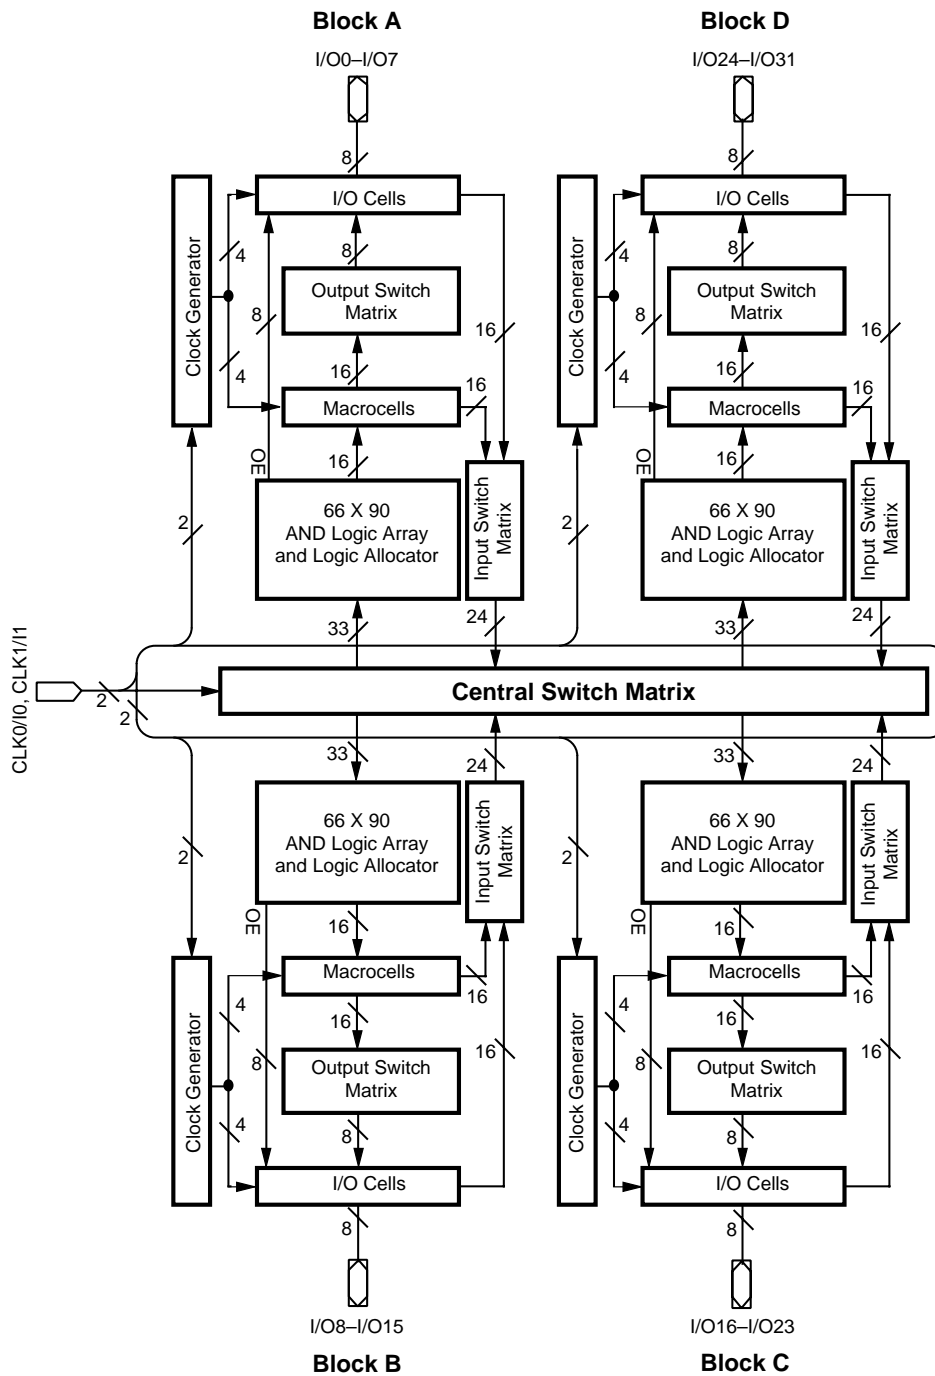 Block A
I/O0–I/O7
8
I/O Cells
8
4
Clock Generator
Output Switch
Matrix
8
16
4
16
16
Macrocells
OE
16
66 X 90
AND Logic Array
and Logic Allocator
Input Switch
Matrix
2
33
24
Block D
I/O24–I/O31
8
I/O Cells
8
4
Clock Generator
Output Switch
Matrix
8
16
4
16
16
Macrocells
OE
16
66 X 90
AND Logic Array
and Logic Allocator
Input Switch
Matrix
2
33
24
CLK0/I0, CLK1/I1
2
2
Central Switch Matrix
33
24
66 X 90
AND Logic Array
and Logic Allocator
Input Switch
Matrix
2
OE
16
Macrocells
16
4
16
Clock Generator
8
16
Output Switch
Matrix
4
8
I/O Cells
8
I/O8–I/O15
Block B
33
24
66 X 90
AND Logic Array
and Logic Allocator
Input Switch
Matrix
2
OE
16
Macrocells
16
4
16
Clock Generator
8
16
Output Switch
Matrix
4
8
I/O Cells
8
I/O16–I/O23
Block C